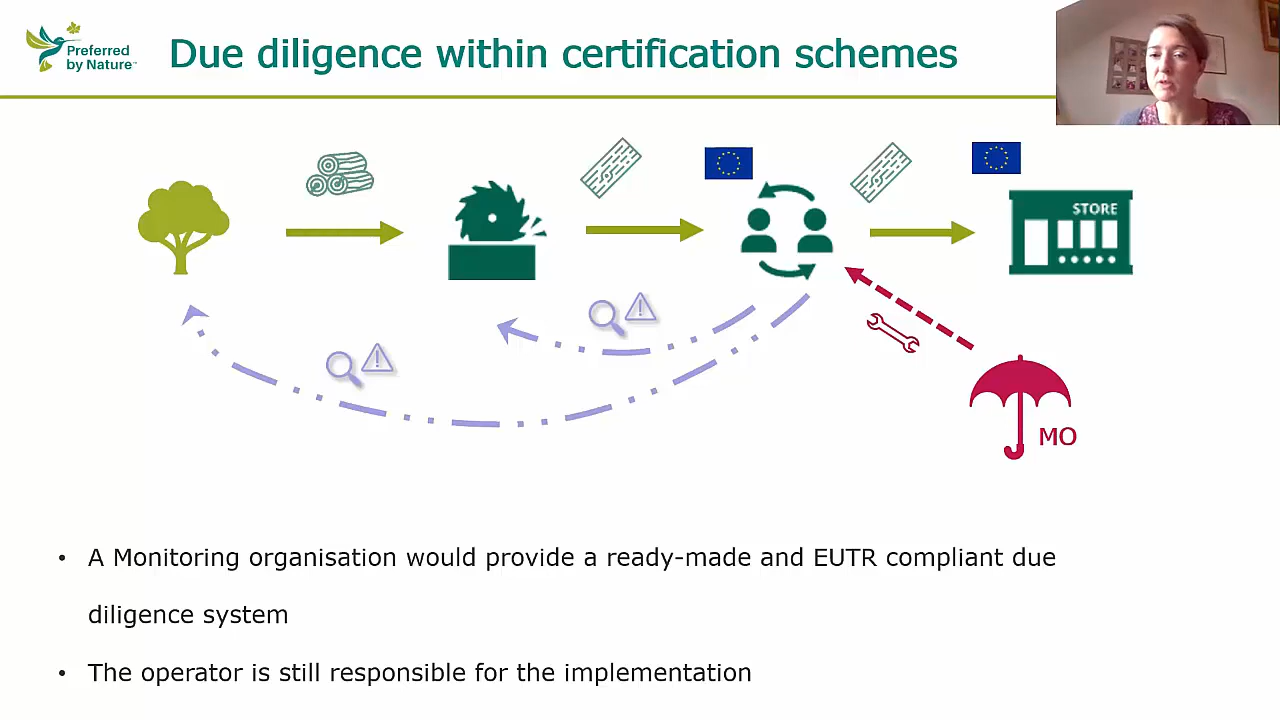 Preferred
by Nature™
Due diligence within certification schemes
STORE
MO
• A Monitoring organisation would provide a ready-made and EUTR compliant due
diligence system
• The operator is still responsible for the implementation